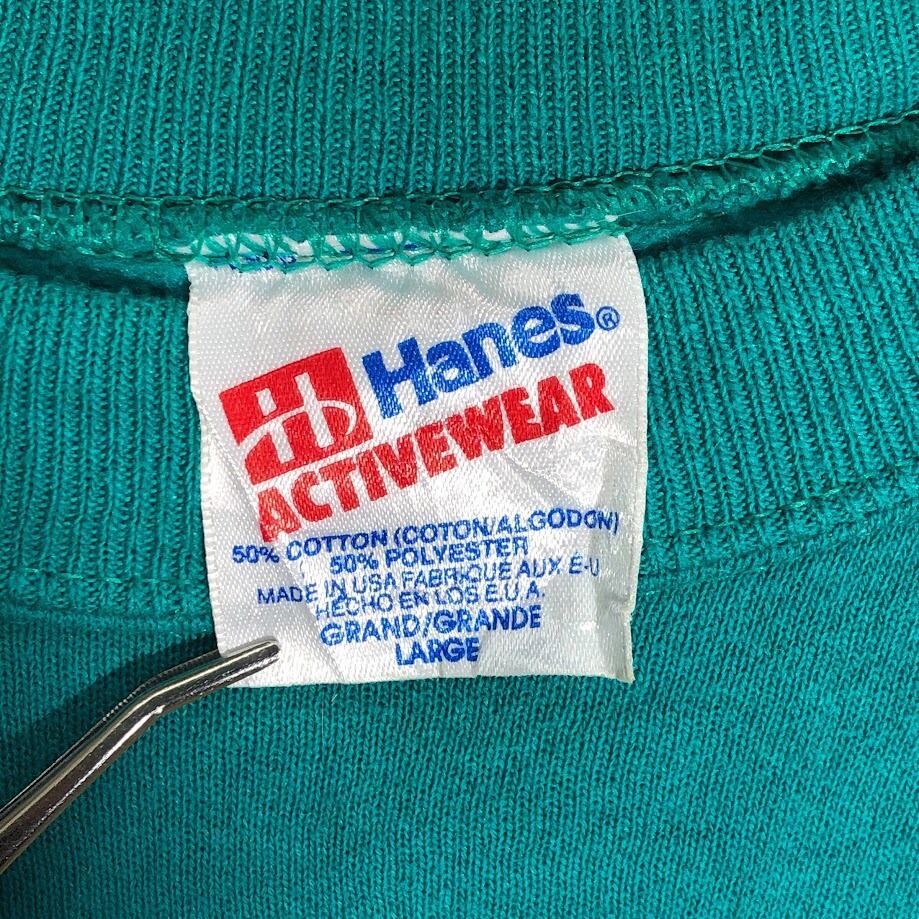 Hanes®
ACTIVEWEAR
50% COTTON (COTON/ALGODON)
50% POLYESTER
MADE IN USA FABRIQUE AUX É-U
HECHO EN LOS E.U.A.
GRAND/GRANDE
LARGE